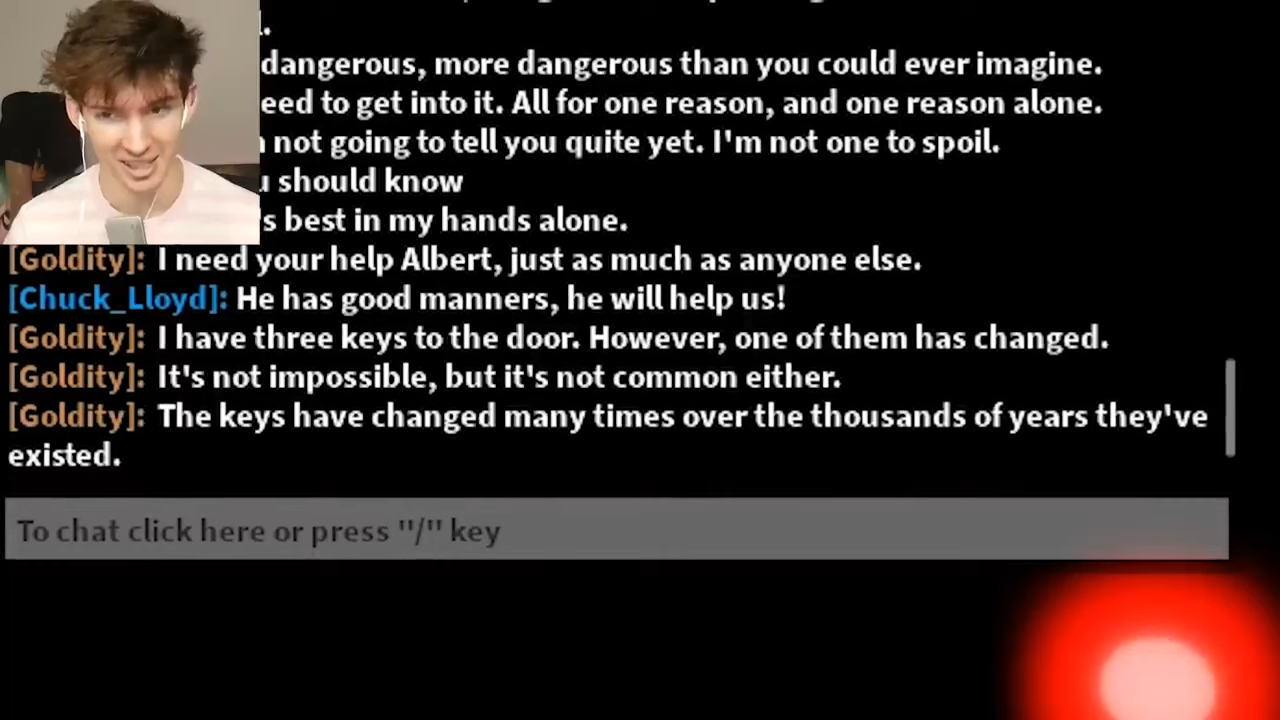 l.
dangerous, more dangerous than you could ever imagine.
eed to get into it. All for one reason, and one reason alone.
not going to tell you quite yet. I'm not one to spoil.
u should know
's best in my hands alone.
[Goldity]: I need your help Albert, just as much as anyone else.
[Chuck_Lloyd]: He has good manners, he will help us!
[Goldity]: I have three keys to the door. However, one of them has changed.
[Goldity]: It's not impossible, but it's not common either.
[Goldity]: The keys have changed many times over the thousands of years they've
existed.
To chat click here or press "/" key